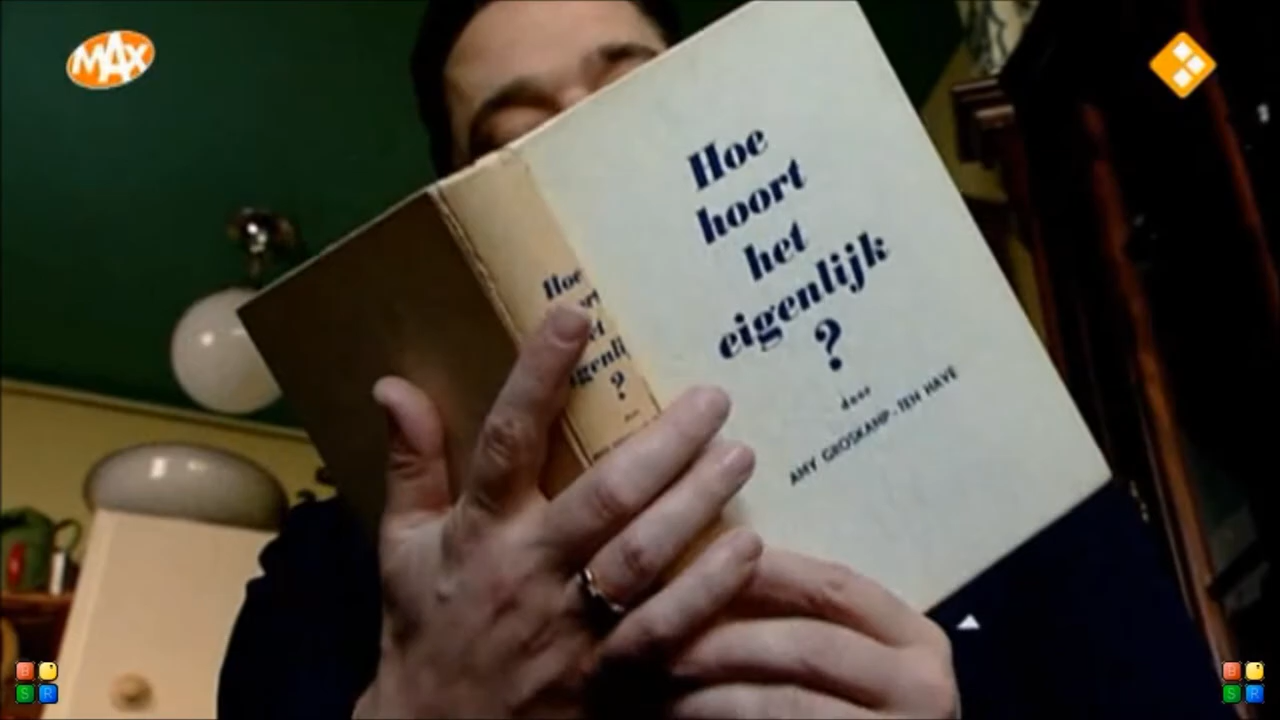 MAX
Hoe
hoort
het
eigenlijk
?
door
AMY GROSKAMP-TEN HAVE
Hoe
?
B
S R
B
S R